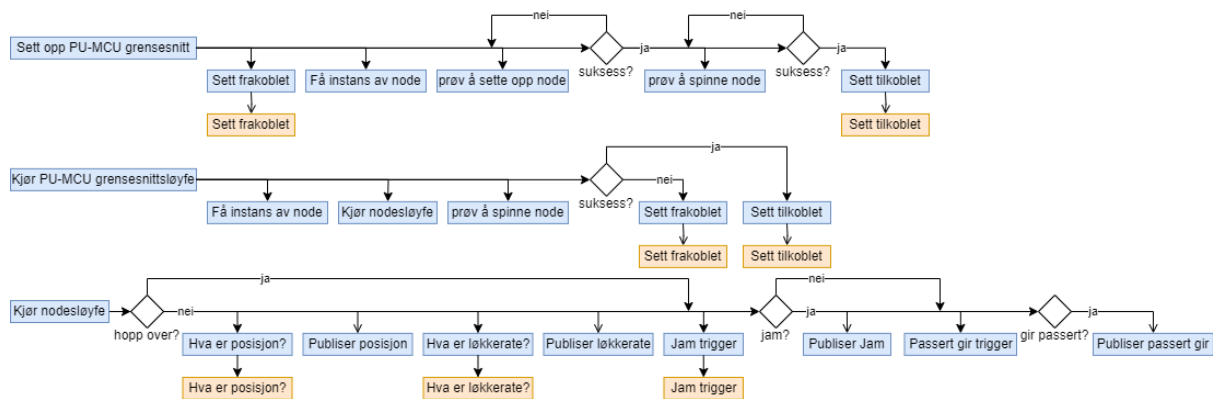 nei
nei
Sett opp PU-MCU grensesnitt
ja
ja
suksess?
suksess?
Sett frakoblet
Få instans av node
prøv å sette opp node
prøv å spinne node
Sett tilkoblet
Sett frakoblet
Sett tilkoblet
ja
Kjør PU-MCU grensesnittsløyfe
nei
suksess?
Få instans av node
Kjør nodesløyfe
prøv å spinne node
Sett frakoblet
Sett tilkoblet
Sett frakoblet
Sett tilkoblet
ja
nei
Kjør nodesløyfe
nei
ja
ja
hopp over?
jam?
gir passert?
Hva er posisjon?
Publiser posisjon
Hva er løkkerate?
Publiser løkkerate
Jam trigger
Publiser Jam
Passert gir trigger
Publiser passert gir
Hva er posisjon?
Hva er løkkerate?
Jam trigger